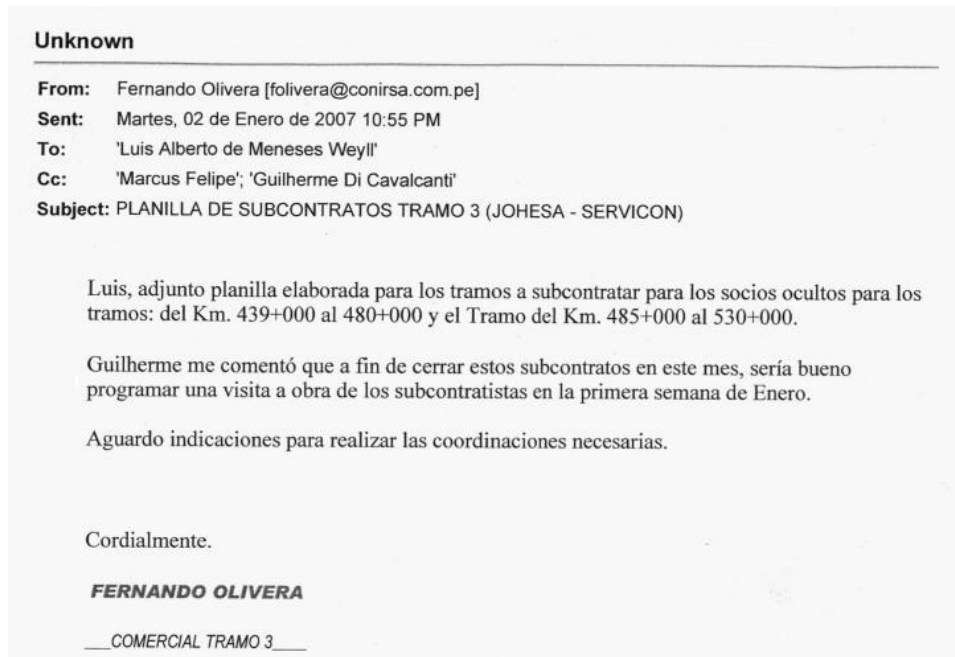 Unknown
From: Fernando Olivera [folivera@conirsa.com.pe]
Sent: Martes, 02 de Enero de 2007 10:55 PM
To: 'Luis Alberto de Meneses Weyll'
Cc: 'Marcus Felipe'; 'Guilherme Di Cavalcanti'
Subject: PLANILLA DE SUBCONTRATOS TRAMO 3 (JOHESA - SERVICON)
Luis, adjunto planilla elaborada para los tramos a subcontratar para los socios ocultos para los
tramos: del Km. 439+000 al 480+000 y el Tramo del Km. 485+000 al 530+000.
Guilherme me comentó que a fin de cerrar estos subcontratos en este mes, sería bueno
programar una visita a obra de los subcontratistas en la primera semana de Enero.
Aguardo indicaciones para realizar las coordinaciones necesarias.
Cordialmente.
FERNANDO OLIVERA
___COMERCIAL TRAMO 3____